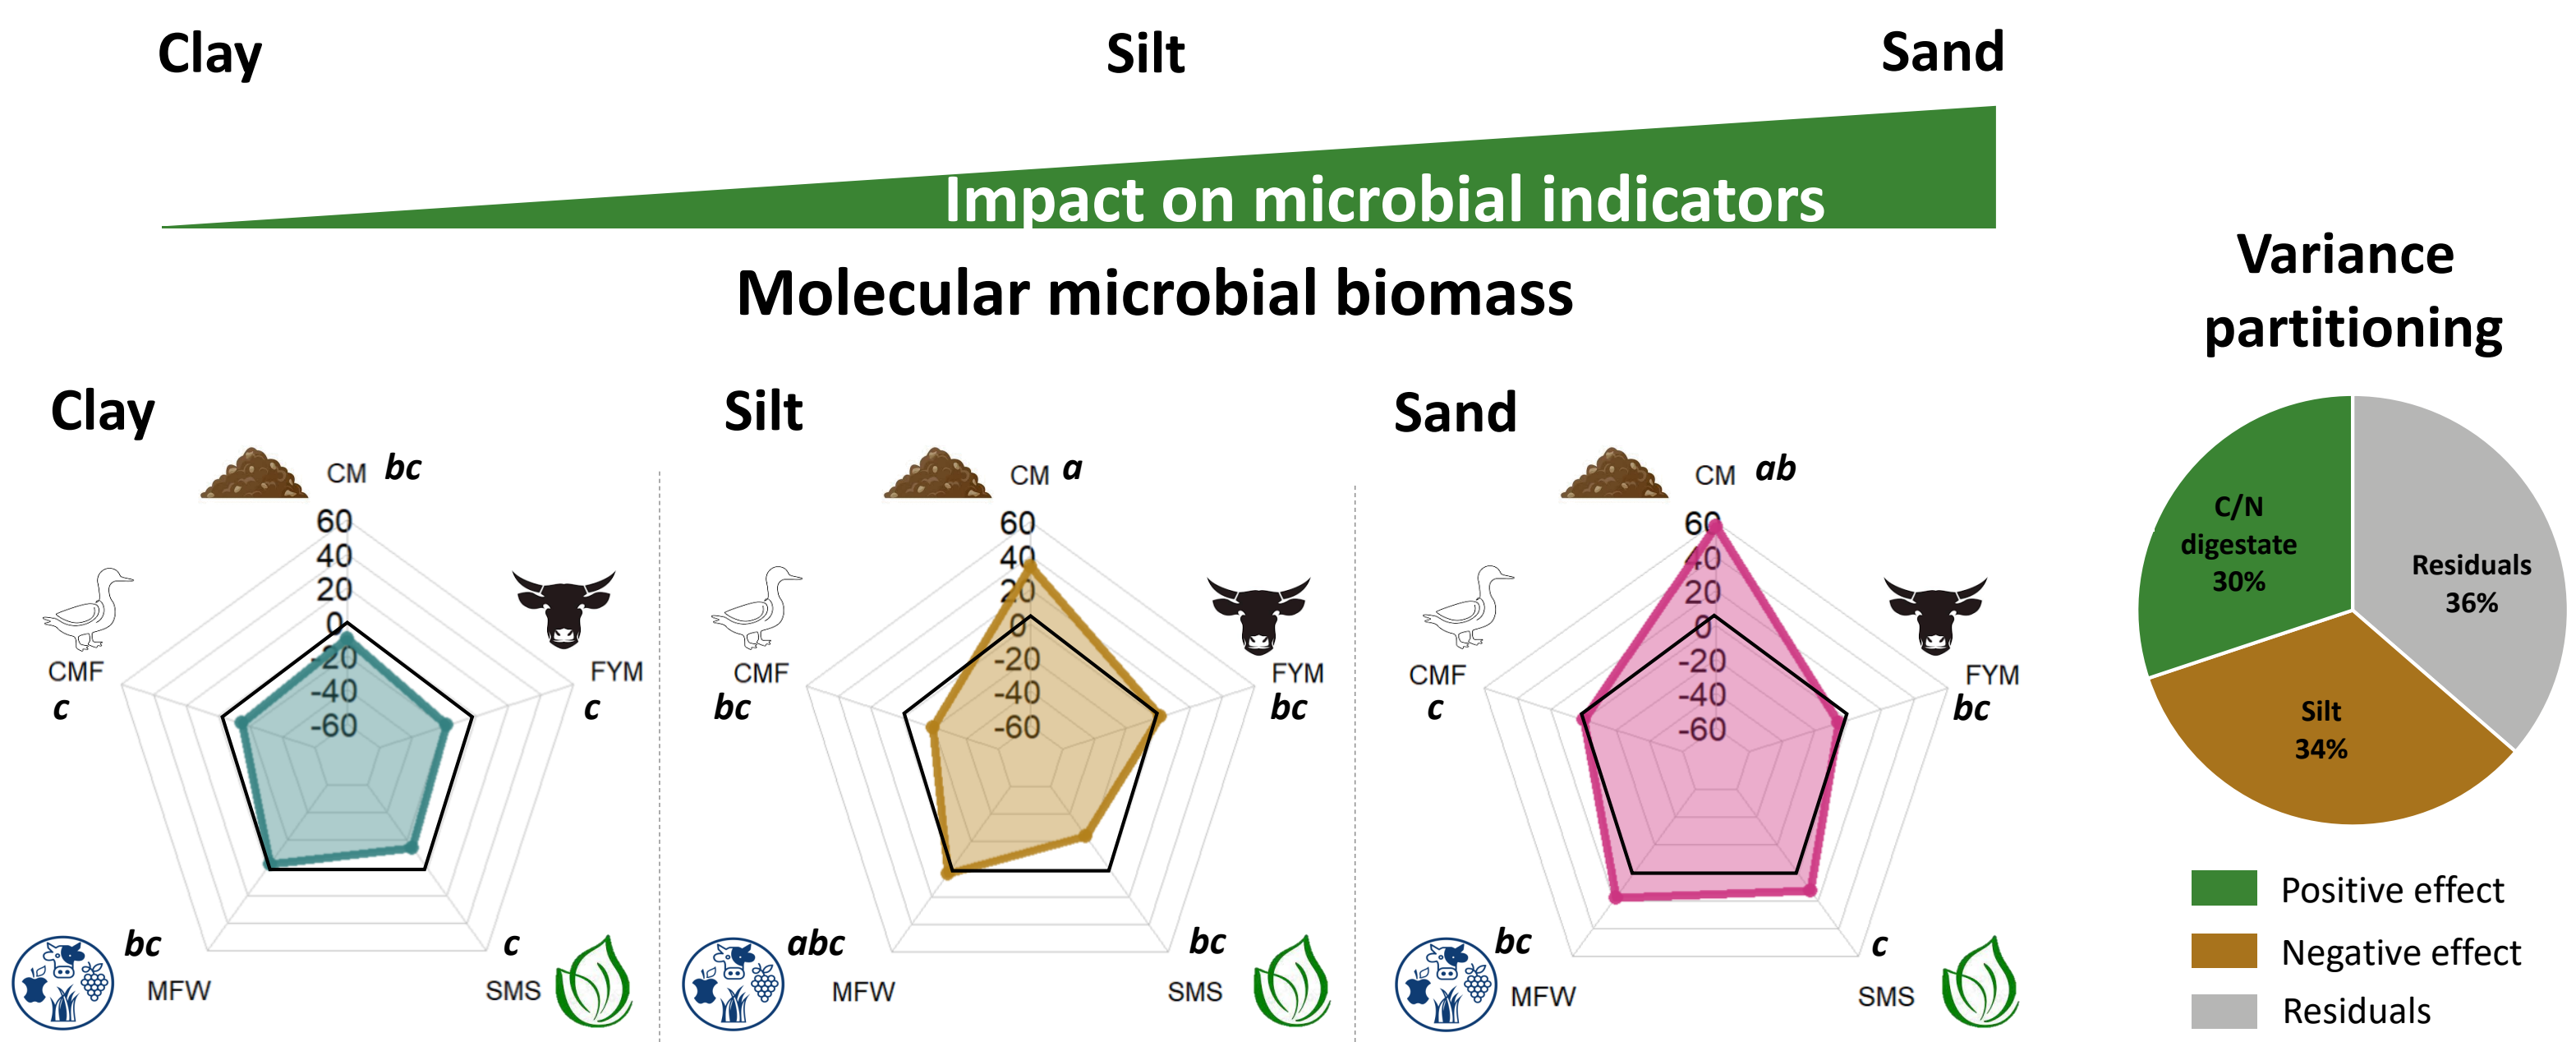 Clay
Silt
Sand
Impact on microbial indicators
Molecular microbial biomass
Variance
partitioning
Clay
CM bc
60
40
20
0
-20
-40
-60
CMF
c
FYM
c
bc
MFW
c
SMS
Silt
CM a
60
40
20
0
-20
-40
-60
CMF
bc
FYM
bc
abc
MFW
bc
SMS
Sand
CM ab
60
40
20
0
-20
-40
-60
CMF
c
FYM
bc
bc
MFW
c
SMS
C/N
digestate
30%
Residuals
36%
Silt
34%
Positive effect
Negative effect
Residuals